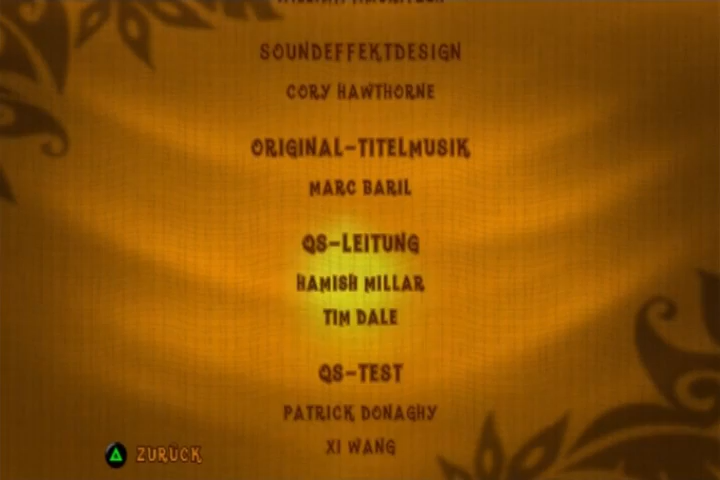 SOUNDEFFEKTDESIGN
CORY HAWTHORNE
ORIGINAL-TITELMUSIK
MARC BARIL
QS-LEITUNG
HAMISH MILLAR
TIM DALE
QS-TEST
PATRICK DONAGHY
XI WANG
ZURÜCK